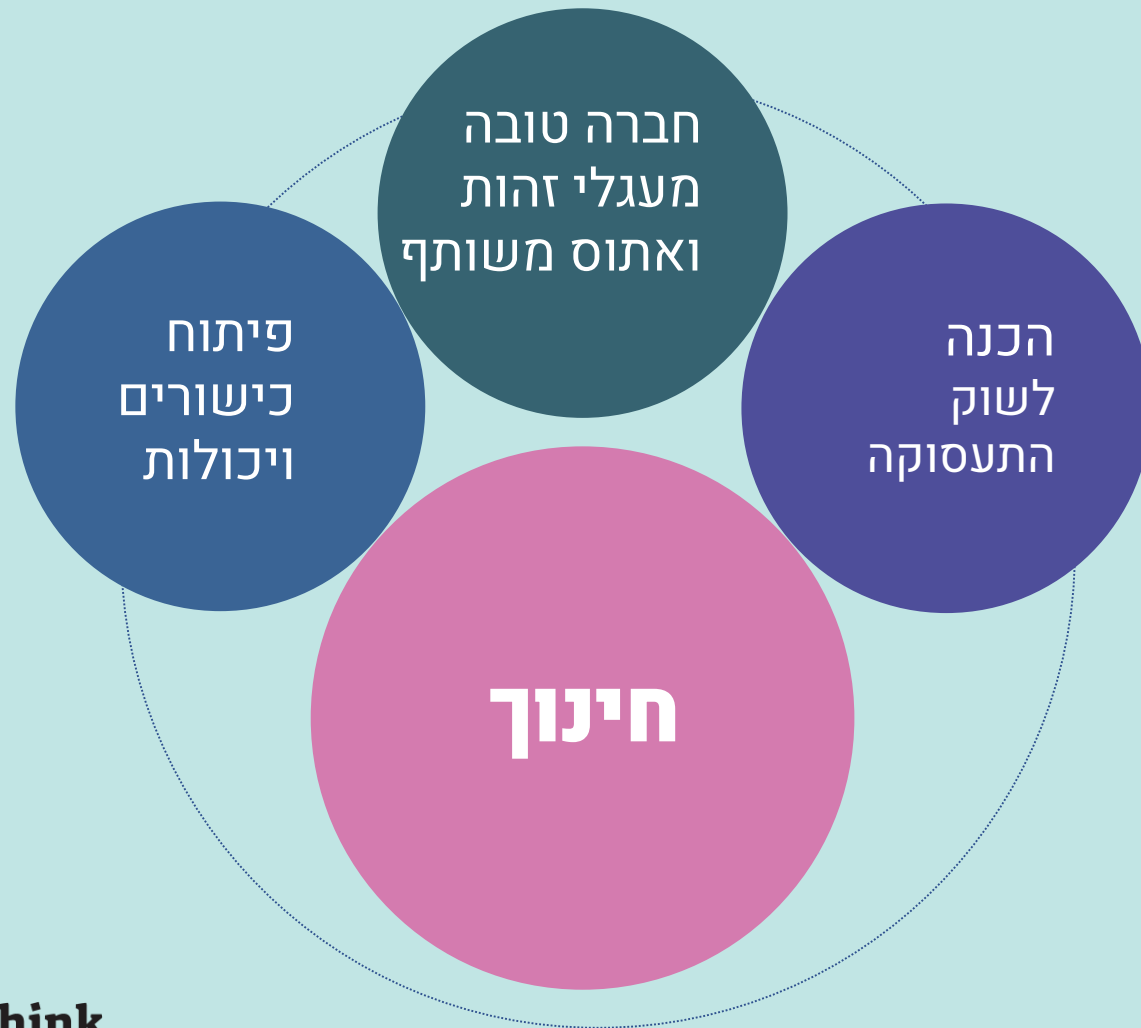 חברה טובה
מעגלי זהות
ואתוס משותף
הכנה
לשוק
התעסוקה
פיתוח
כישורים
ויכולות
חינוך